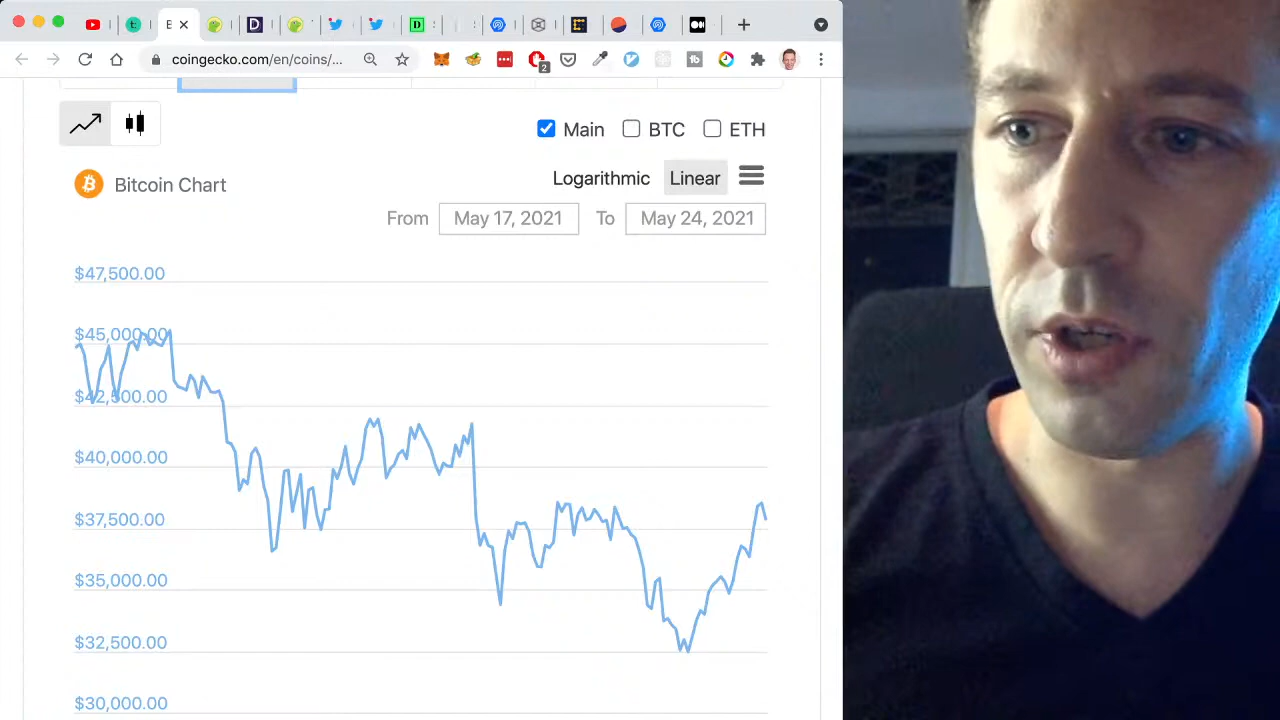 E
D
D
coingecko.com/en/coins/...
2
tb
Main
BTC
ETH
Bitcoin Chart
Logarithmic
Linear
From
May 17, 2021
To
May 24, 2021
$47,500.00
$45,000.00
$42,500.00
$40,000.00
$37,500.00
$35,000.00
$32,500.00
$30,000.00